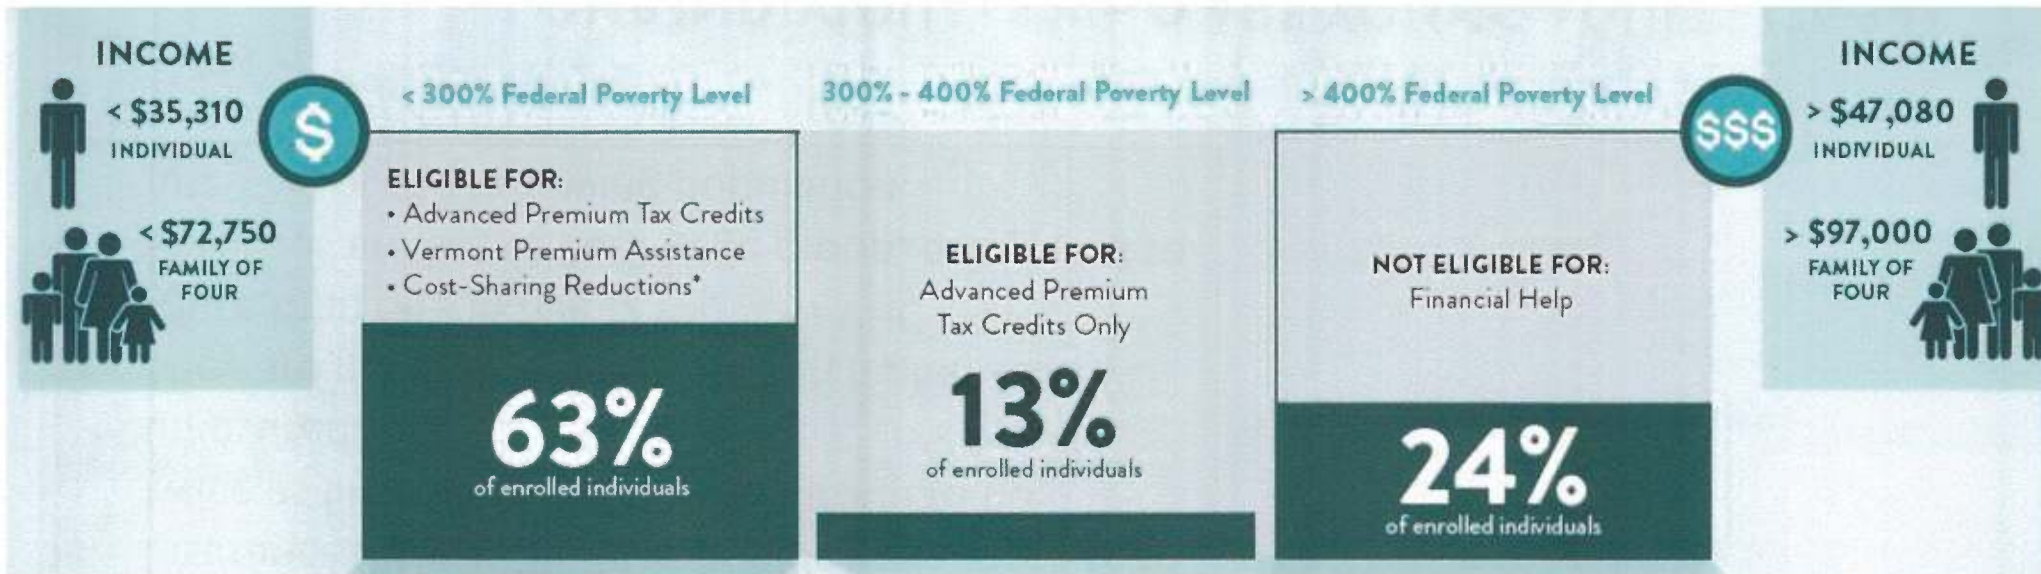 INCOME
< $35,310
INDIVIDUAL
< $72,750
FAMILY OF
FOUR
$
< 300% Federal Poverty Level
ELIGIBLE FOR:
• Advanced Premium Tax Credits
• Vermont Premium Assistance
• Cost-Sharing Reductions*
63%
of enrolled individuals
300% - 400% Federal Poverty Level
ELIGIBLE FOR:
Advanced Premium
Tax Credits Only
13%
of enrolled individuals
> 400% Federal Poverty Level
NOT ELIGIBLE FOR:
Financial Help
24%
of enrolled individuals
$$$
INCOME
> $47,080
INDIVIDUAL
> $97,000
FAMILY OF
FOUR